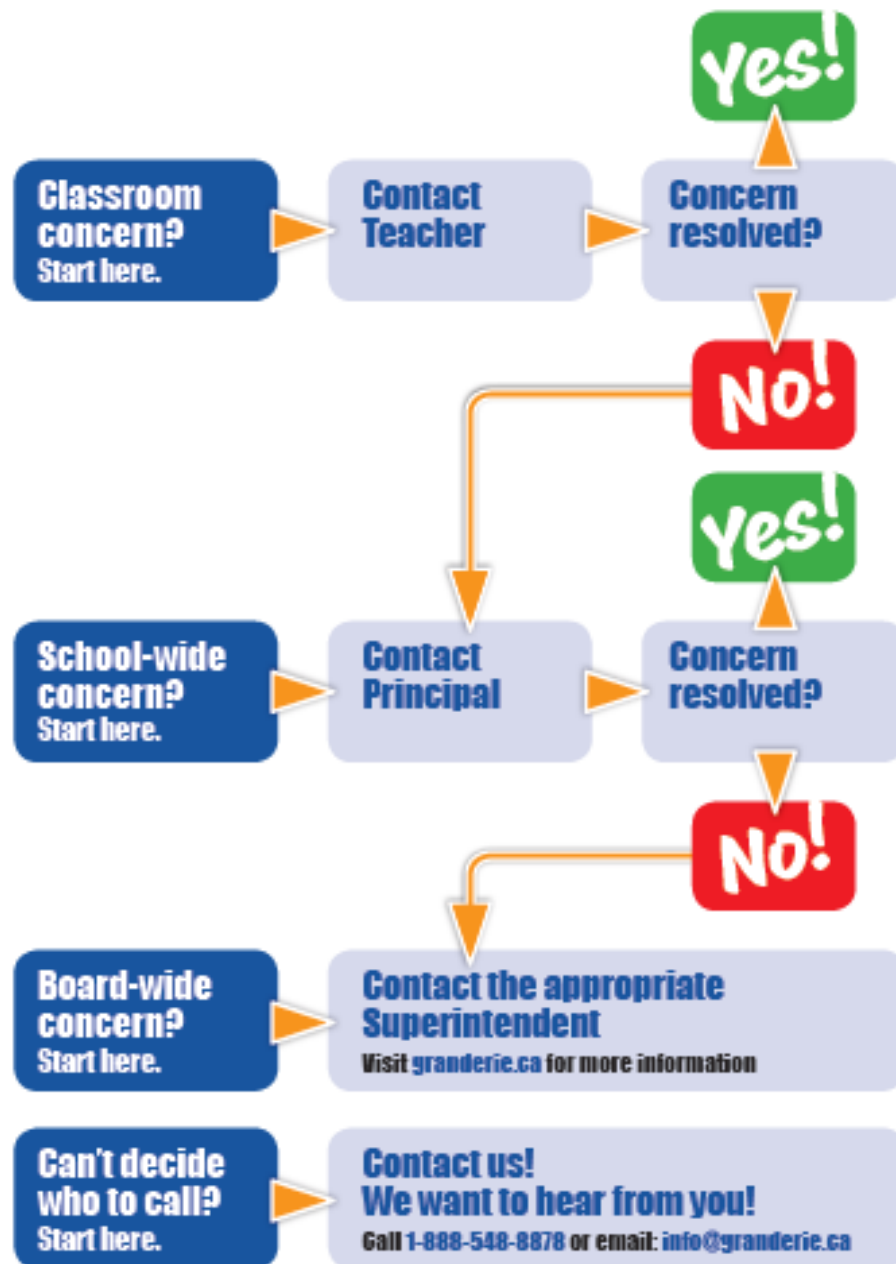 Yes!
Classroom
concern?
Start here.
Contact
Teacher
Concern
resolved?
No!
Yes!
School-wide
concern?
Start here.
Contact
Principal
Concern
resolved?
No!
Board-wide
concern?
Start here.
Contact the appropriate
Superintendent
Visit granderie.ca for more information
Can't decide
who to call?
Start here.
Contact us!
We want to hear from you!
Call 1-888-548-8878 or email: info@granderie.ca